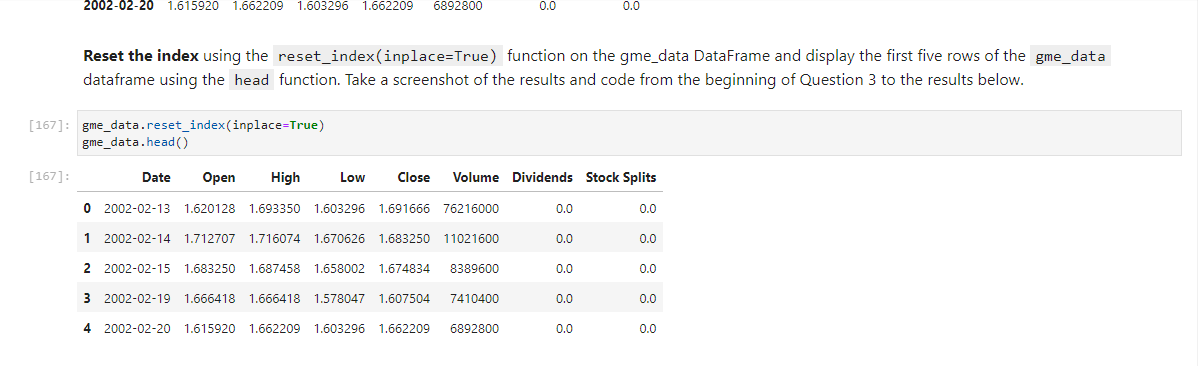 2002-02-20 1.615920 1.662209 1.603296 1.662209 6892800 0.0 0.0
Reset the index using the reset_index(inplace=True) function on the gme_data DataFrame and display the first five rows of the gme_data
dataframe using the head function. Take a screenshot of the results and code from the beginning of Question 3 to the results below.
[167]: gme_data.reset_index(inplace=True)
gme_data.head()
[167]: Date Open High Low Close Volume Dividends Stock Splits
0 2002-02-13 1.620128 1.693350 1.603296 1.691666 76216000 0.0 0.0
1 2002-02-14 1.712707 1.716074 1.670626 1.683250 11021600 0.0 0.0
2 2002-02-15 1.683250 1.687458 1.658002 1.674834 8389600 0.0 0.0
3 2002-02-19 1.666418 1.666418 1.578047 1.607504 7410400 0.0 0.0
4 2002-02-20 1.615920 1.662209 1.603296 1.662209 6892800 0.0 0.0